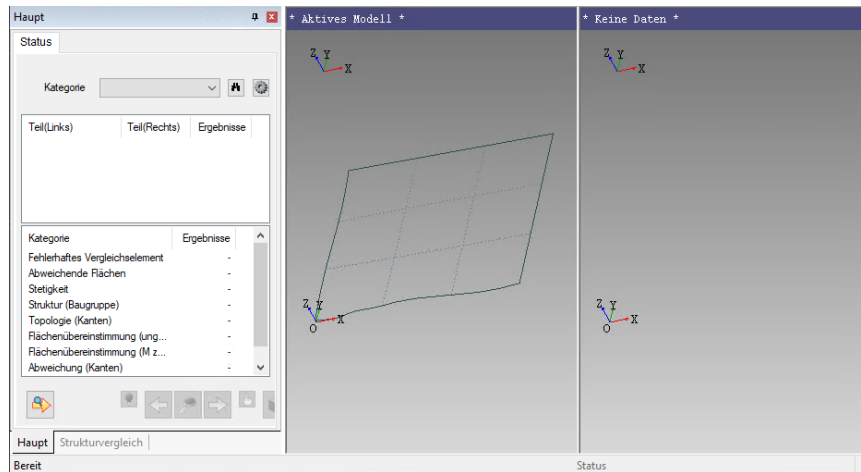 Haupt
* Aktives Modell *
* Keine Daten *
Status
Kategorie
Teil(Links) Teil(Rechts) Ergebnisse
Kategorie Ergebnisse
Fehlerhaftes Vergleichselement -
Abweichende Flächen -
Stetigkeit -
Struktur (Baugruppe) -
Topologie (Kanten) -
Flächenübereinstimmung (ung... -
Flächenübereinstimmung (M z... -
Abweichung (Kanten) -
Z Y
X
Z Y
X
O
Z Y
X
Z Y
X
O
Haupt Strukturvergleich
Bereit Status